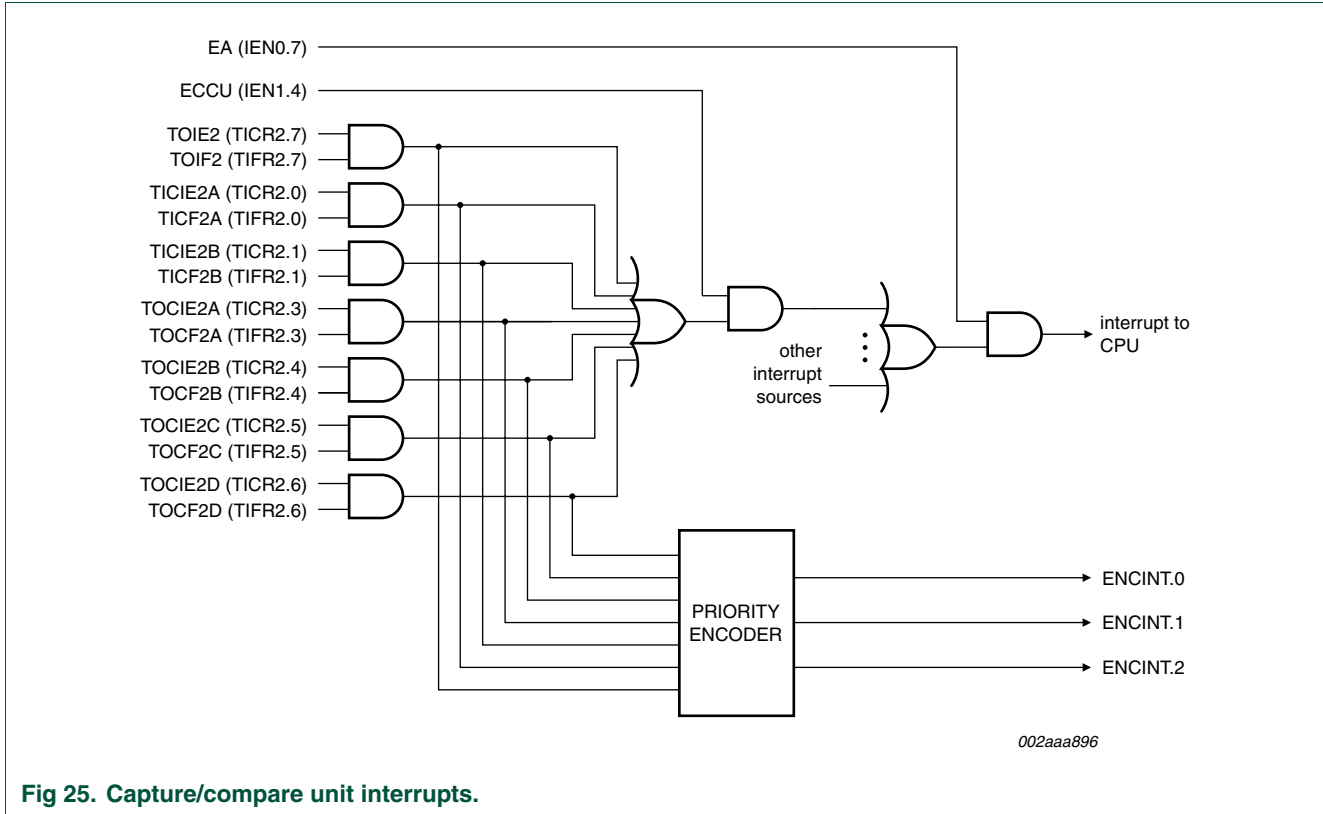 EA (IEN0.7)
ECCU (IEN1.4)
TOIE2 (TICR2.7)
TOIF2 (TIFR2.7)
TICIE2A (TICR2.0)
TICF2A (TIFR2.0)
TICIE2B (TICR2.1)
TICF2B (TIFR2.1)
TOCIE2A (TICR2.3)
TOCF2A (TIFR2.3)
TOCIE2B (TICR2.4)
TOCF2B (TIFR2.4)
TOCIE2C (TICR2.5)
TOCF2C (TIFR2.5)
TOCIE2D (TICR2.6)
TOCF2D (TIFR2.6)
other
interrupt
sources
interrupt to
CPU
PRIORITY
ENCODER
ENCINT.0
ENCINT.1
ENCINT.2
002aaa896
Fig 25. Capture/compare unit interrupts.